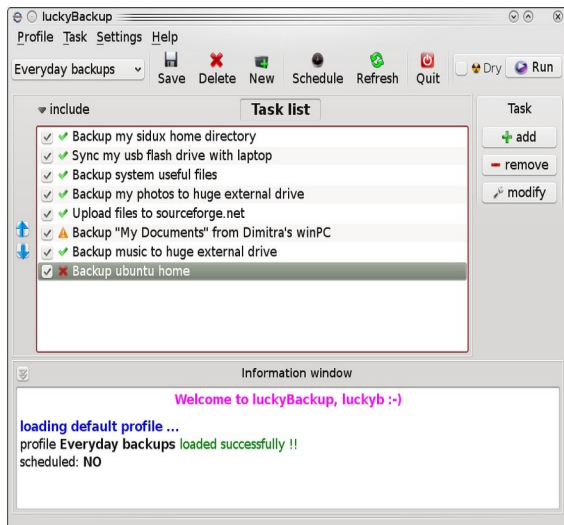 luckyBackup
Profile Task Settings Help
Everyday backups Save Delete New Schedule Refresh Quit Dry Run
include Task list Task
Backup my sidux home directory
Sync my usb flash drive with laptop
Backup system useful files
Backup my photos to huge external drive
Upload files to sourceforge.net
Backup "My Documents" from Dimitra's winPC
Backup music to huge external drive
Backup ubuntu home
add
remove
modify
Information window
Welcome to luckyBackup, luckyb :-)
loading default profile ...
profile Everyday backups loaded successfully !!
scheduled: NO